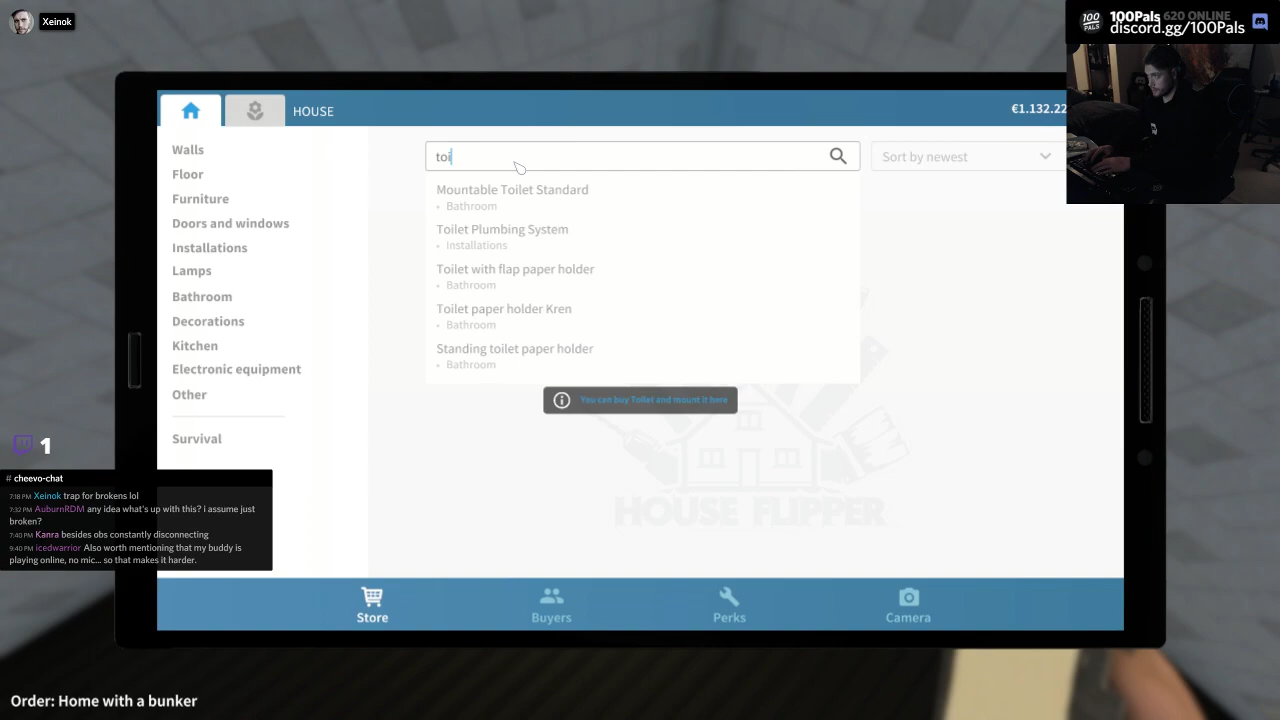 Xeinok
100 PALS
100Pals 620 ONLINE
discord.gg/100Pals
HOUSE
€1.132.22
toi
Sort by newest
Walls
Floor
Furniture
Doors and windows
Installations
Lamps
Bathroom
Decorations
Kitchen
Electronic equipment
Other
Survival
Mountable Toilet Standard
• Bathroom
Toilet Plumbing System
• Installations
Toilet with flap paper holder
• Bathroom
Toilet paper holder Kren
• Bathroom
Standing toilet paper holder
• Bathroom
You can buy Toilet and mount it here
HOUSE FLIPPER
1
# cheevo-chat
7:18 PM Xeinok trap for brokens lol
7:32 PM AuburnRDM any idea what's up with this? i assume just
broken?
7:40 PM Kanra besides obs constantly disconnecting
9:40 PM icedwarrior Also worth mentioning that my buddy is
playing online, no mic... so that makes it harder.
Store
Buyers
Perks
Camera
Order: Home with a bunker